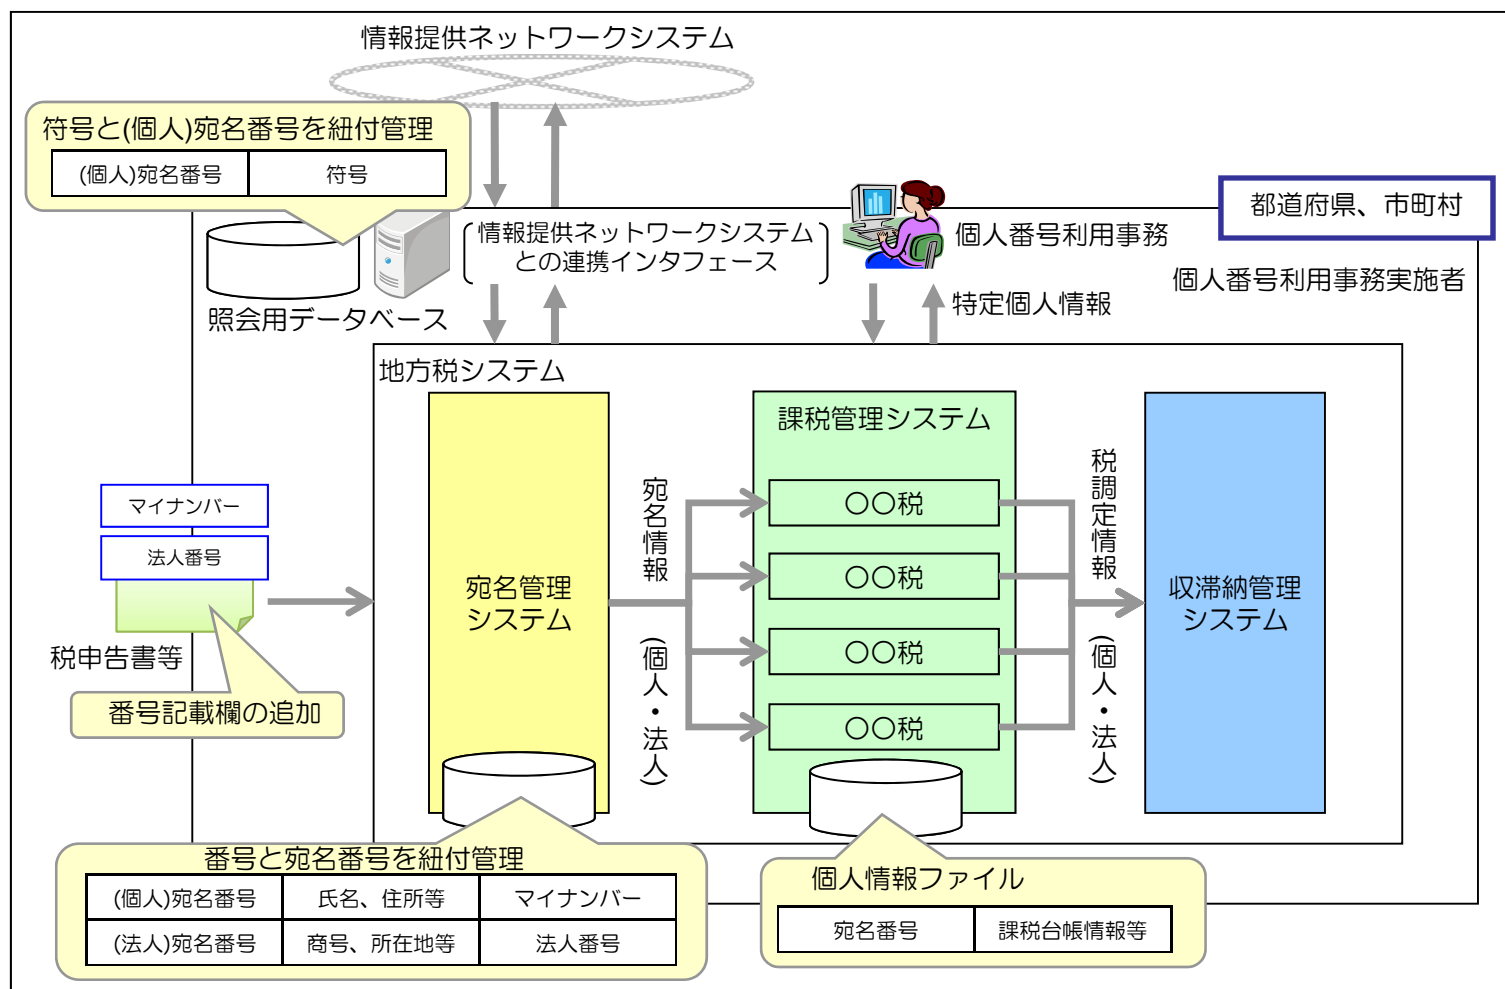 情報提供ネットワークシステム
符号と(個人)宛名番号を紐付管理
(個人)宛名番号
符号
都道府県、市町村
情報提供ネットワークシステム
との連携インタフェース
個人番号利用事務
個人番号利用事務実施者
照会用データベース
特定個人情報
地方税システム
マイナンバー
法人番号
税申告書等
番号記載欄の追加
宛名管理
システム
宛名情報
(個人・法人)
課税管理システム
〇〇税
〇〇税
〇〇税
〇〇税
税調定情報
(個人・法人)
収滞納管理
システム
番号と宛名番号を紐付管理
(個人)宛名番号
氏名、住所等
マイナンバー
(法人)宛名番号
商号、所在地等
法人番号
個人情報ファイル
宛名番号
課税台帳情報等